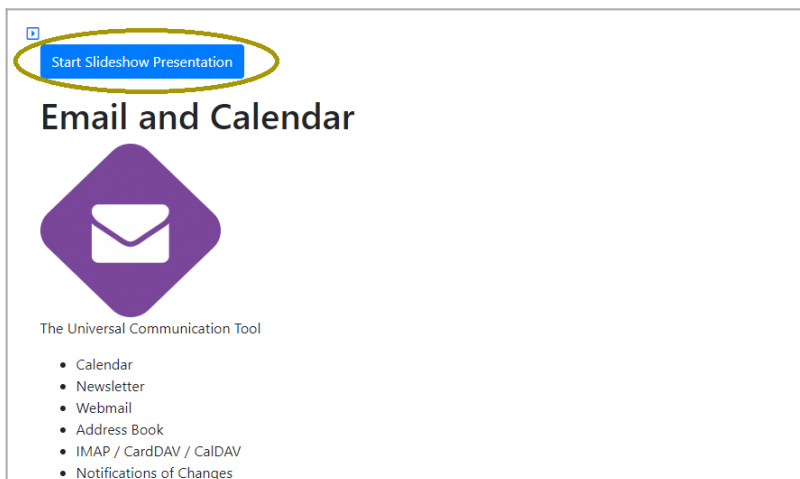 Start Slideshow Presentation
Email and Calendar
The Universal Communication Tool
Calendar
Newsletter
Webmail
Address Book
IMAP / CardDAV / CalDAV
Notifications of Changes